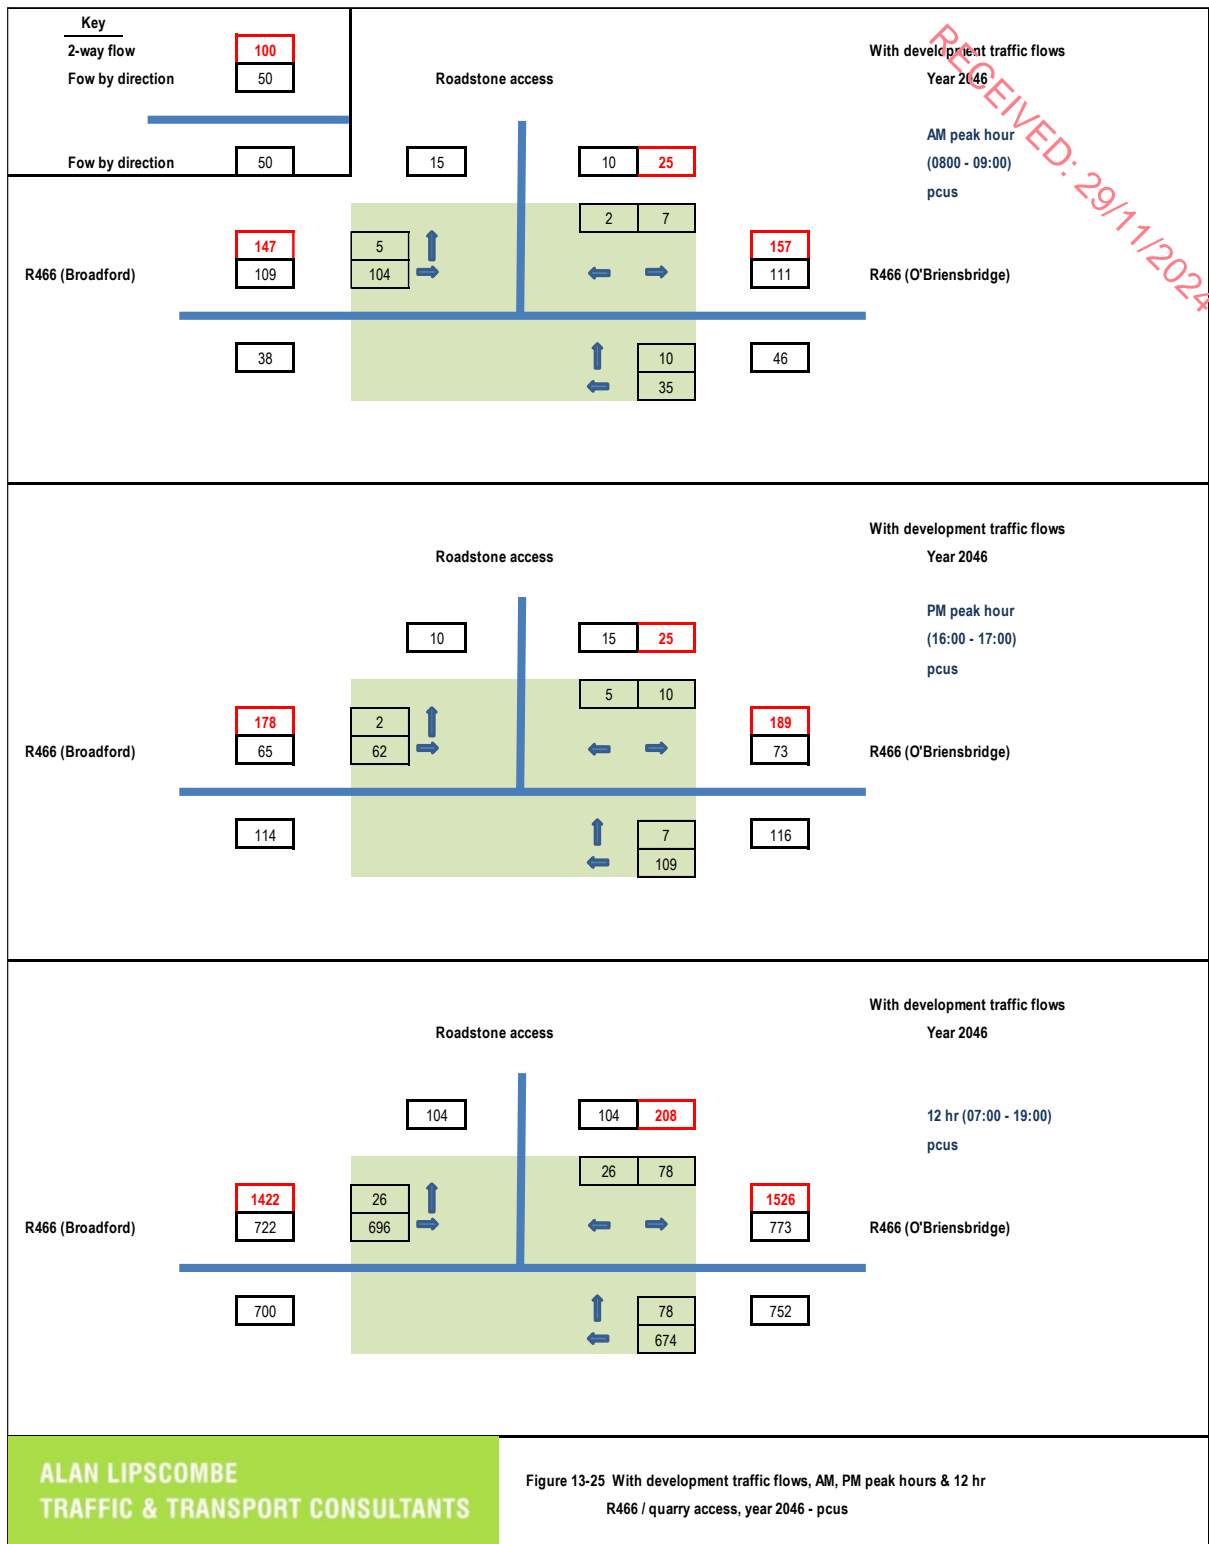 Key
2-way flow 100
Fow by direction 50
Fow by direction 50
Roadstone access
With development traffic flows
Year 2046
AM peak hour
(0800 - 09:00)
pcus
RECEIVED: 29/11/2024
15 10 25
2 7
147 5 157
R466 (Broadford) 109 104 111 R466 (O'Briensbridge)
38 10 46
35
With development traffic flows
Roadstone access Year 2046
PM peak hour
10 15 25 (16:00 - 17:00)
pcus
5 10
178 2 189
R466 (Broadford) 65 62 73 R466 (O'Briensbridge)
114 7 116
109
With development traffic flows
Roadstone access Year 2046
104 104 208 12 hr (07:00 - 19:00)
pcus
26 78
1422 26 1526
R466 (Broadford) 722 696 773 R466 (O'Briensbridge)
700 78 752
674
ALAN LIPSCOMBE
TRAFFIC & TRANSPORT CONSULTANTS
Figure 13-25 With development traffic flows, AM, PM peak hours & 12 hr
R466 / quarry access, year 2046 - pcus